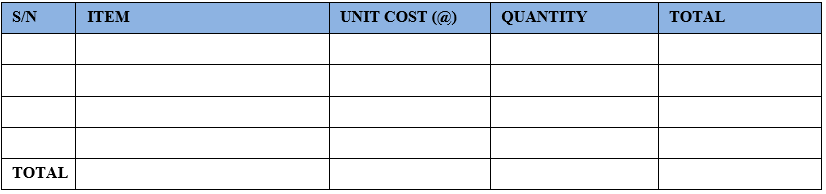 S/N ITEM UNIT COST (@) QUANTITY TOTAL
TOTAL